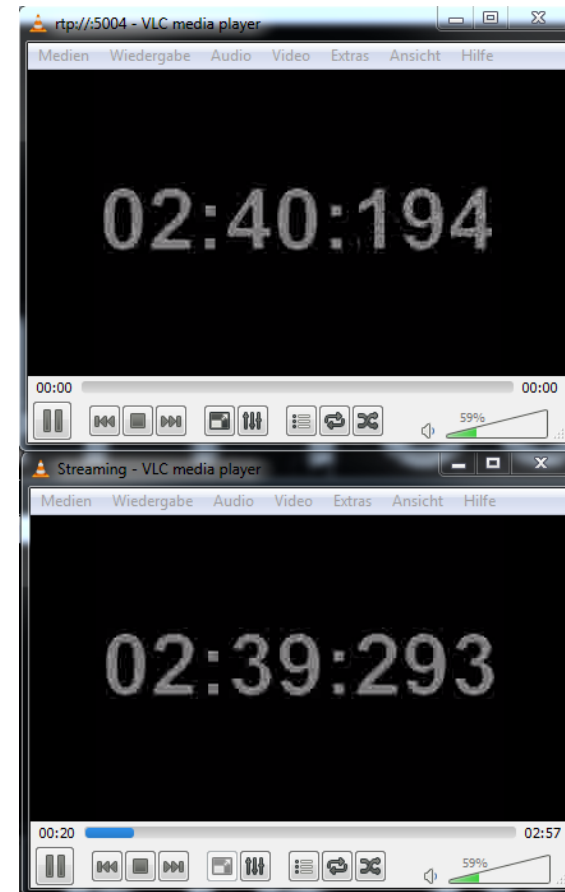 rtp://:5004 - VLC media player
Medien Wiedergabe Audio Video Extras Ansicht Hilfe
02:40:194
00:00 00:00
59%
Streaming - VLC media player
Medien Wiedergabe Audio Video Extras Ansicht Hilfe
02:39:293
00:20 02:57
59%